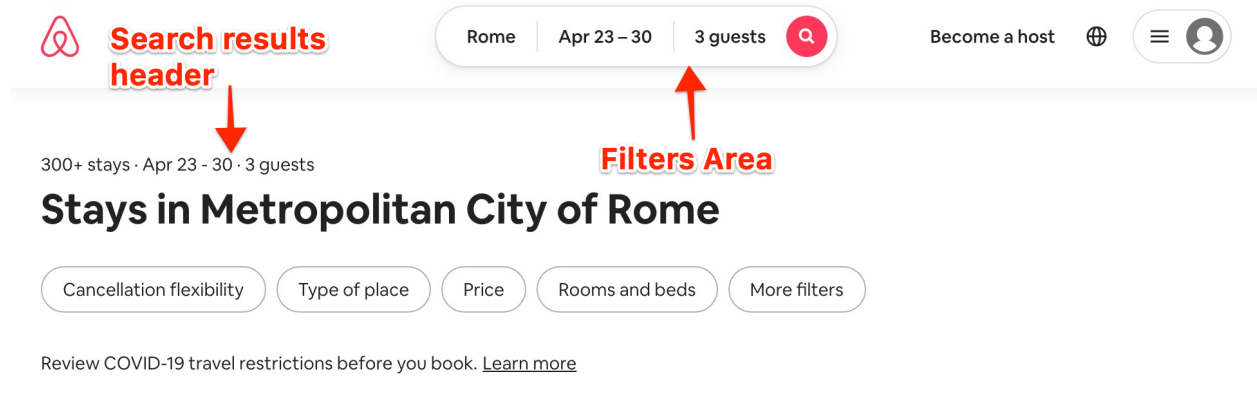 Search results
header
Rome
Apr 23 – 30
3 guests
Become a host
Filters Area
300+ stays · Apr 23 - 30 · 3 guests
Stays in Metropolitan City of Rome
Cancellation flexibility
Type of place
Price
Rooms and beds
More filters
Review COVID-19 travel restrictions before you book. Learn more